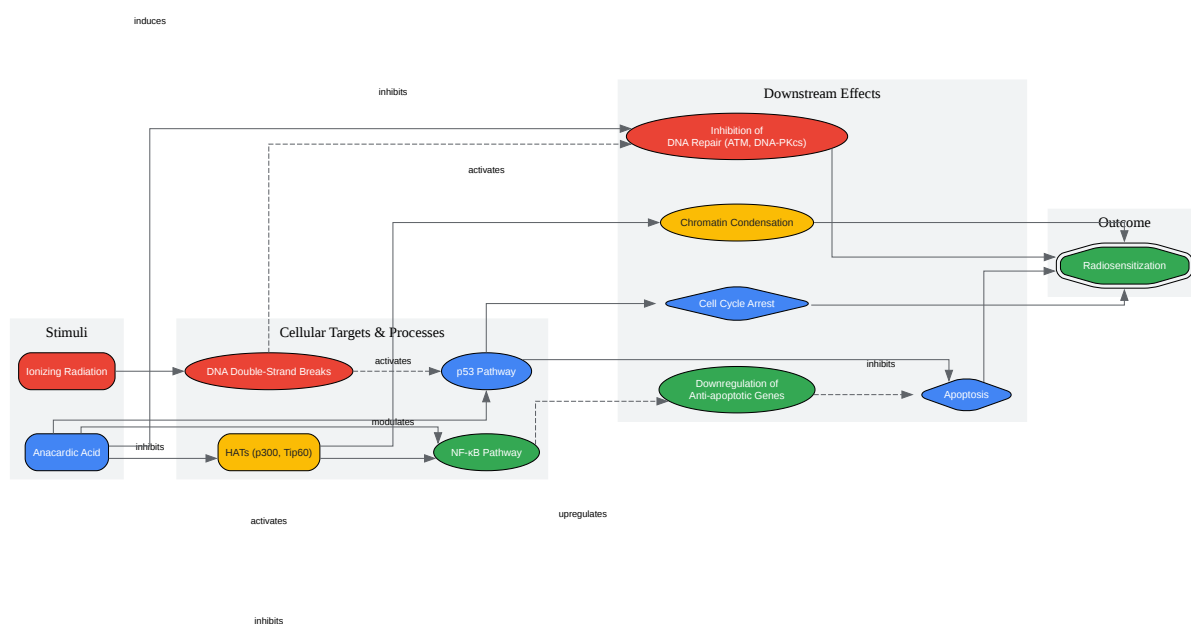 induces
inhibits
Downstream Effects
Inhibition of
DNA Repair (ATM, DNA-PKcs)
activates
Chromatin Condensation
Outcome
Radiosensitization
Cell Cycle Arrest
Stimuli
Cellular Targets & Processes
Ionizing Radiation
DNA Double-Strand Breaks
activates
p53 Pathway
inhibits
Downregulation of
Anti-apoptotic Genes
Apoptosis
modulates
Anacardic Acid
inhibits
HATs (p300, Tip60)
NF-κB Pathway
activates
upregulates
inhibits